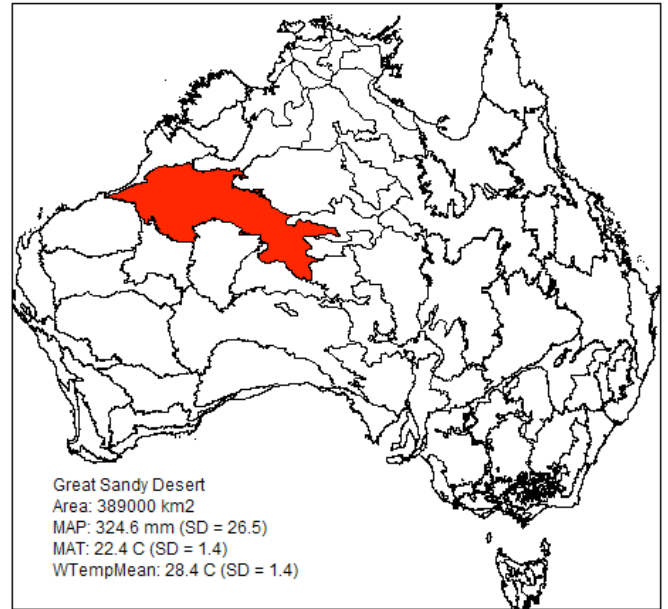 Great Sandy Desert
Area: 389000 km2
MAP: 324.6 mm (SD = 26.5)
MAT: 22.4 C (SD = 1.4)
WTempMean: 28.4 C (SD = 1.4)